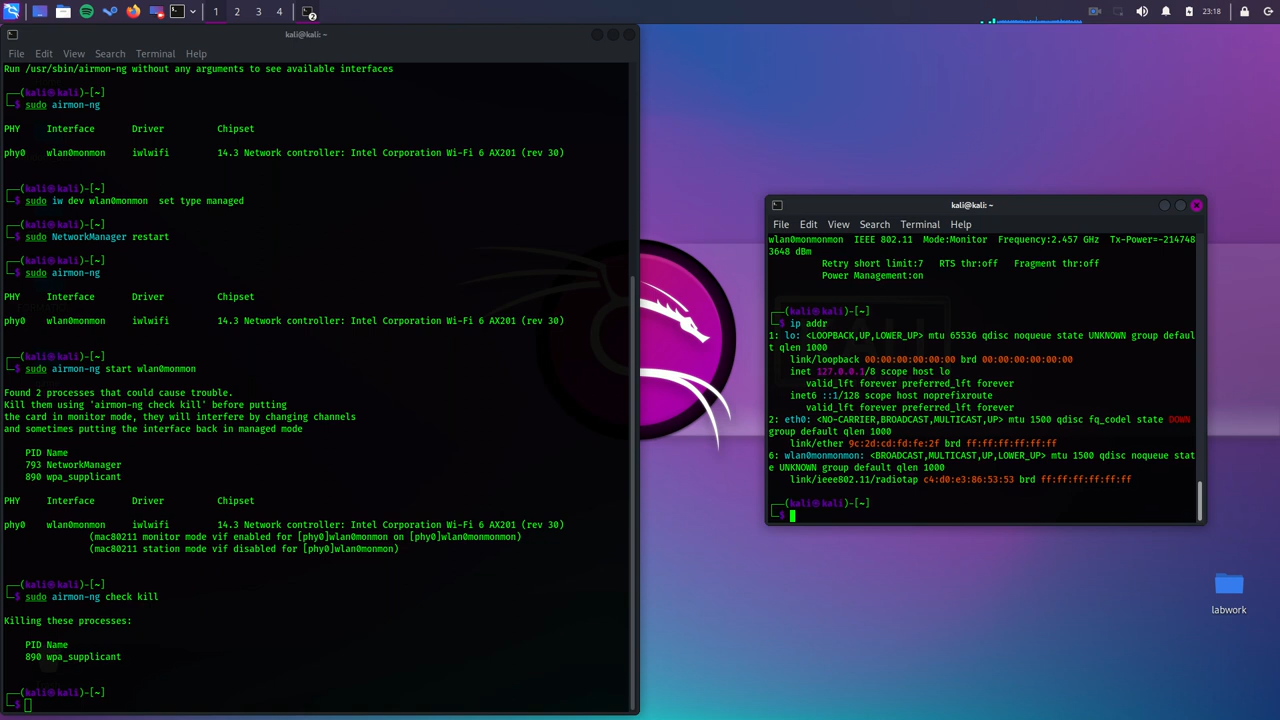 1 2 3 4 2 23:18
kali@kali: ~
File Edit View Search Terminal Help
Run /usr/sbin/airmon-ng without any arguments to see available interfaces
┌──(kali㉿kali)-[~]
└─$ sudo airmon-ng
PHY Interface Driver Chipset
phy0 wlan0monmon iwlwifi 14.3 Network controller: Intel Corporation Wi-Fi 6 AX201 (rev 30)
┌──(kali㉿kali)-[~]
└─$ sudo iw dev wlan0monmon  set type managed
┌──(kali㉿kali)-[~]
└─$ sudo NetworkManager restart
┌──(kali㉿kali)-[~]
└─$ sudo airmon-ng
PHY Interface Driver Chipset
phy0 wlan0monmon iwlwifi 14.3 Network controller: Intel Corporation Wi-Fi 6 AX201 (rev 30)
┌──(kali㉿kali)-[~]
└─$ sudo airmon-ng start wlan0monmon
Found 2 processes that could cause trouble.
Kill them using 'airmon-ng check kill' before putting
the card in monitor mode, they will interfere by changing channels
and sometimes putting the interface back in managed mode
PID Name
793 NetworkManager
890 wpa_supplicant
PHY Interface Driver Chipset
phy0 wlan0monmon iwlwifi 14.3 Network controller: Intel Corporation Wi-Fi 6 AX201 (rev 30)
(mac80211 monitor mode vif enabled for [phy0]wlan0monmon on [phy0]wlan0monmonmon)
(mac80211 station mode vif disabled for [phy0]wlan0monmon)
┌──(kali㉿kali)-[~]
└─$ sudo airmon-ng check kill
Killing these processes:
PID Name
890 wpa_supplicant
┌──(kali㉿kali)-[~]
└─$
kali@kali: ~
File Edit View Search Terminal Help
wlan0monmonmon  IEEE 802.11  Mode:Monitor  Frequency:2.457 GHz  Tx-Power=-214748
3648 dBm
Retry short limit:7   RTS thr:off   Fragment thr:off
Power Management:on
┌──(kali㉿kali)-[~]
└─$ ip addr
1: lo: <LOOPBACK,UP,LOWER_UP> mtu 65536 qdisc noqueue state UNKNOWN group defaul
t qlen 1000
link/loopback 00:00:00:00:00:00 brd 00:00:00:00:00:00
inet 127.0.0.1/8 scope host lo
valid_lft forever preferred_lft forever
inet6 ::1/128 scope host noprefixroute
valid_lft forever preferred_lft forever
2: eth0: <NO-CARRIER,BROADCAST,MULTICAST,UP> mtu 1500 qdisc fq_codel state DOWN
group default qlen 1000
link/ether 9c:2d:cd:fd:fe:2f brd ff:ff:ff:ff:ff:ff
6: wlan0monmonmon: <BROADCAST,MULTICAST,UP,LOWER_UP> mtu 1500 qdisc noqueue stat
e UNKNOWN group default qlen 1000
link/ieee802.11/radiotap c4:d0:e3:86:53:53 brd ff:ff:ff:ff:ff:ff
┌──(kali㉿kali)-[~]
└─$
labwork